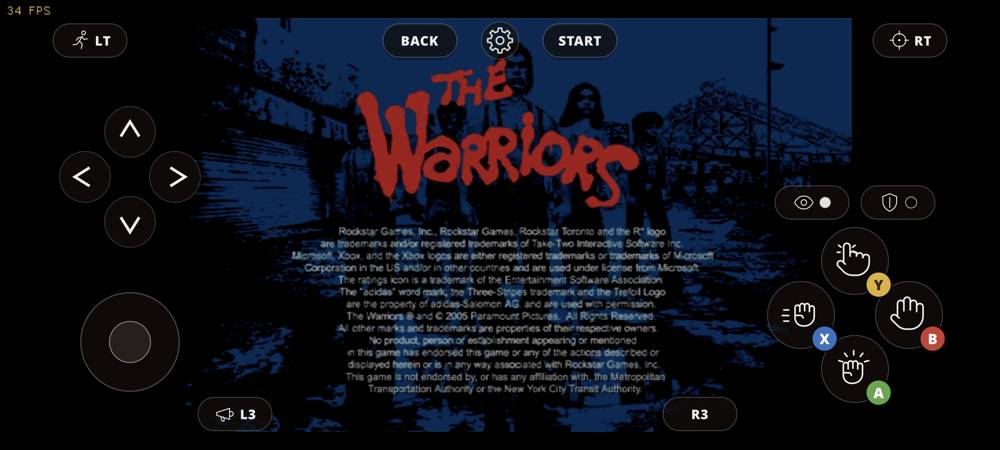 34 FPS
LT
BACK
START
RT
THE
WARRIORS
Rockstar Games, Inc., Rockstar Games, Rockstar Toronto and the R* logo
are trademarks and/or registered trademarks of Take-Two Interactive Software Inc.
Microsoft, Xbox, and the Xbox logos are either registered trademarks or trademarks of Microsoft
Corporation in the US and/or in other countries and are used under license from Microsoft.
The ratings icon is a trademark of the Entertainment Software Association.
The "adidas" word mark, the Three-Stripes trademark and the Trefoil Logo
are the property of adidas-Salomon AG, and are used with permission.
The Warriors ® and © 2005 Paramount Pictures. All Rights Reserved.
All other marks and trademarks are properties of their respective owners.
No product, person or establishment appearing or mentioned
in this game has endorsed this game or any of the actions described or
displayed herein or is in any way associated with Rockstar Games, Inc.
This game is not endorsed by, or has any affiliation with, the Metropolitan
Transportation Authority or the New York City Transit Authority.
Y
X
B
A
L3
R3